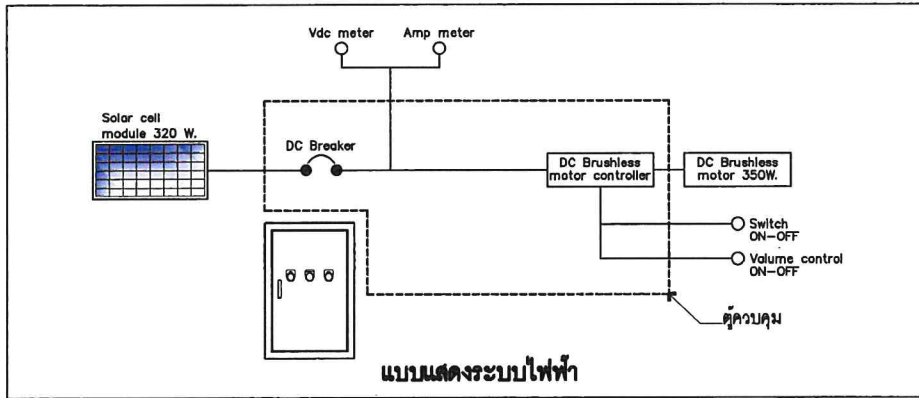 Vdc meter
Amp meter
Solar cell
module 320 W.
DC Breaker
DC Brushless
motor controller
DC Brushless
motor 350W.
Switch
ON-OFF
Valume control
ON-OFF
ตู้ควบคุม
แบบแสดงระบบไฟฟ้า